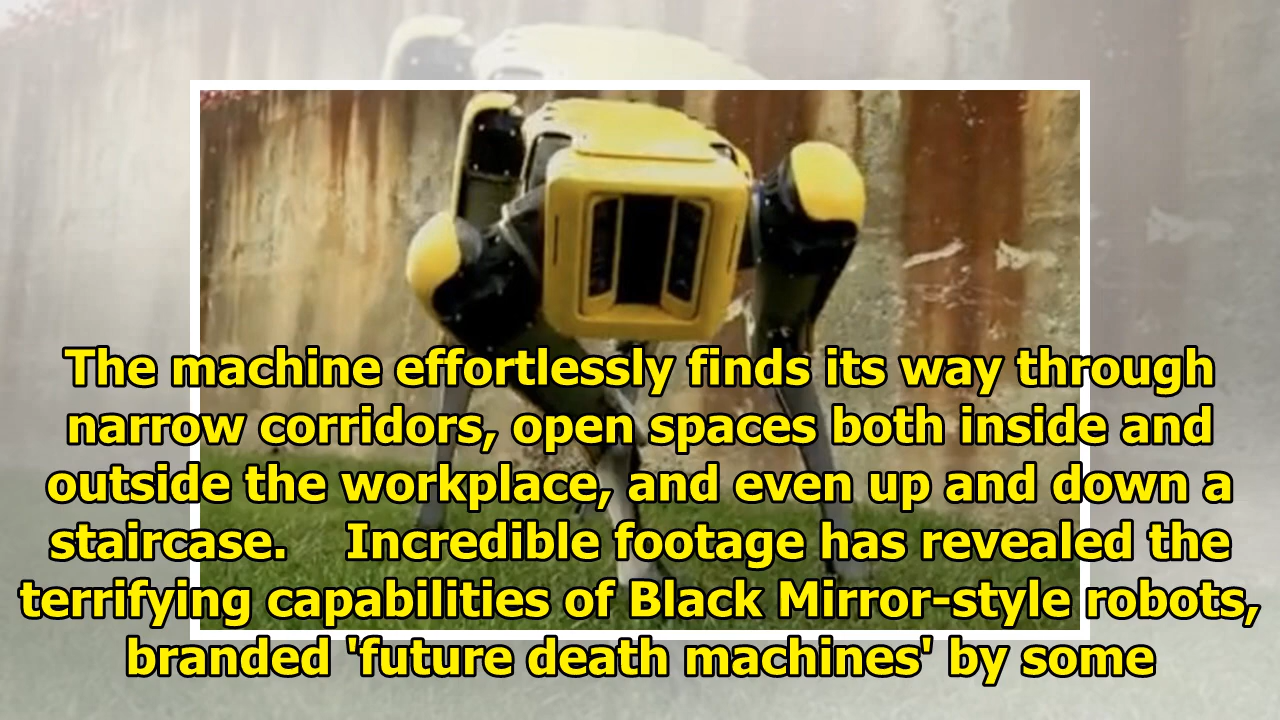 The machine effortlessly finds its way through
narrow corridors, open spaces both inside and
outside the workplace, and even up and down a
staircase.    Incredible footage has revealed the
terrifying capabilities of Black Mirror-style robots,
branded 'future death machines' by some